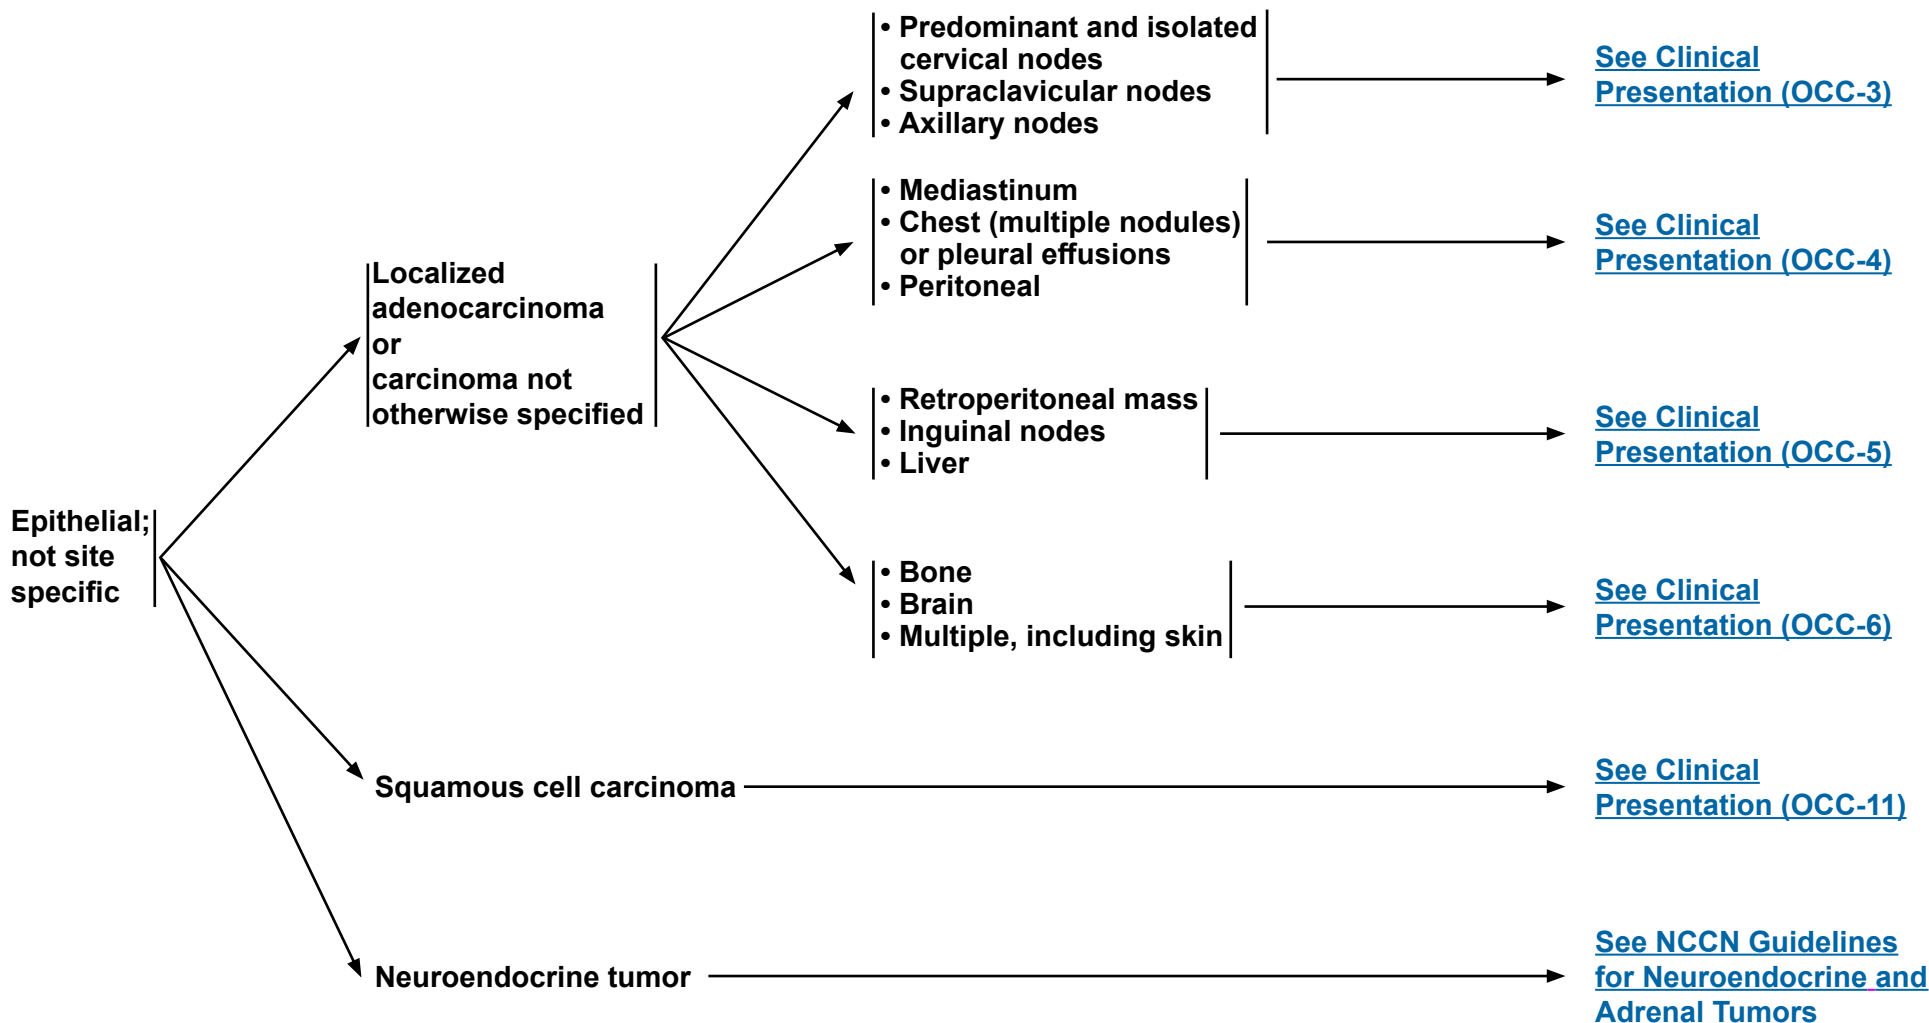 Epithelial;
not site
specific
Localized
adenocarcinoma
or
carcinoma not
otherwise specified
• Predominant and isolated
cervical nodes
• Supraclavicular nodes
• Axillary nodes
See Clinical
Presentation (OCC-3)
• Mediastinum
• Chest (multiple nodules)
or pleural effusions
• Peritoneal
See Clinical
Presentation (OCC-4)
• Retroperitoneal mass
• Inguinal nodes
• Liver
See Clinical
Presentation (OCC-5)
• Bone
• Brain
• Multiple, including skin
See Clinical
Presentation (OCC-6)
Squamous cell carcinoma
See Clinical
Presentation (OCC-11)
Neuroendocrine tumor
See NCCN Guidelines
for Neuroendocrine and
Adrenal Tumors